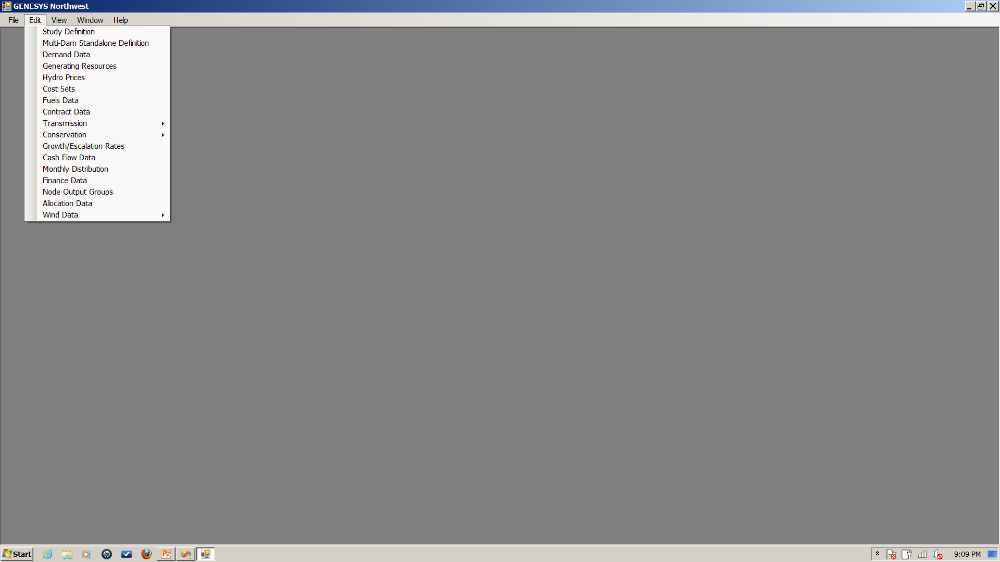 GENESYS Northwest
File Edit View Window Help
Study Definition
Multi-Dam Standalone Definition
Demand Data
Generating Resources
Hydro Prices
Cost Sets
Fuels Data
Contract Data
Transmission
Conservation
Growth/Escalation Rates
Cash Flow Data
Monthly Distribution
Finance Data
Node Output Groups
Allocation Data
Wind Data
Start 9:09 PM